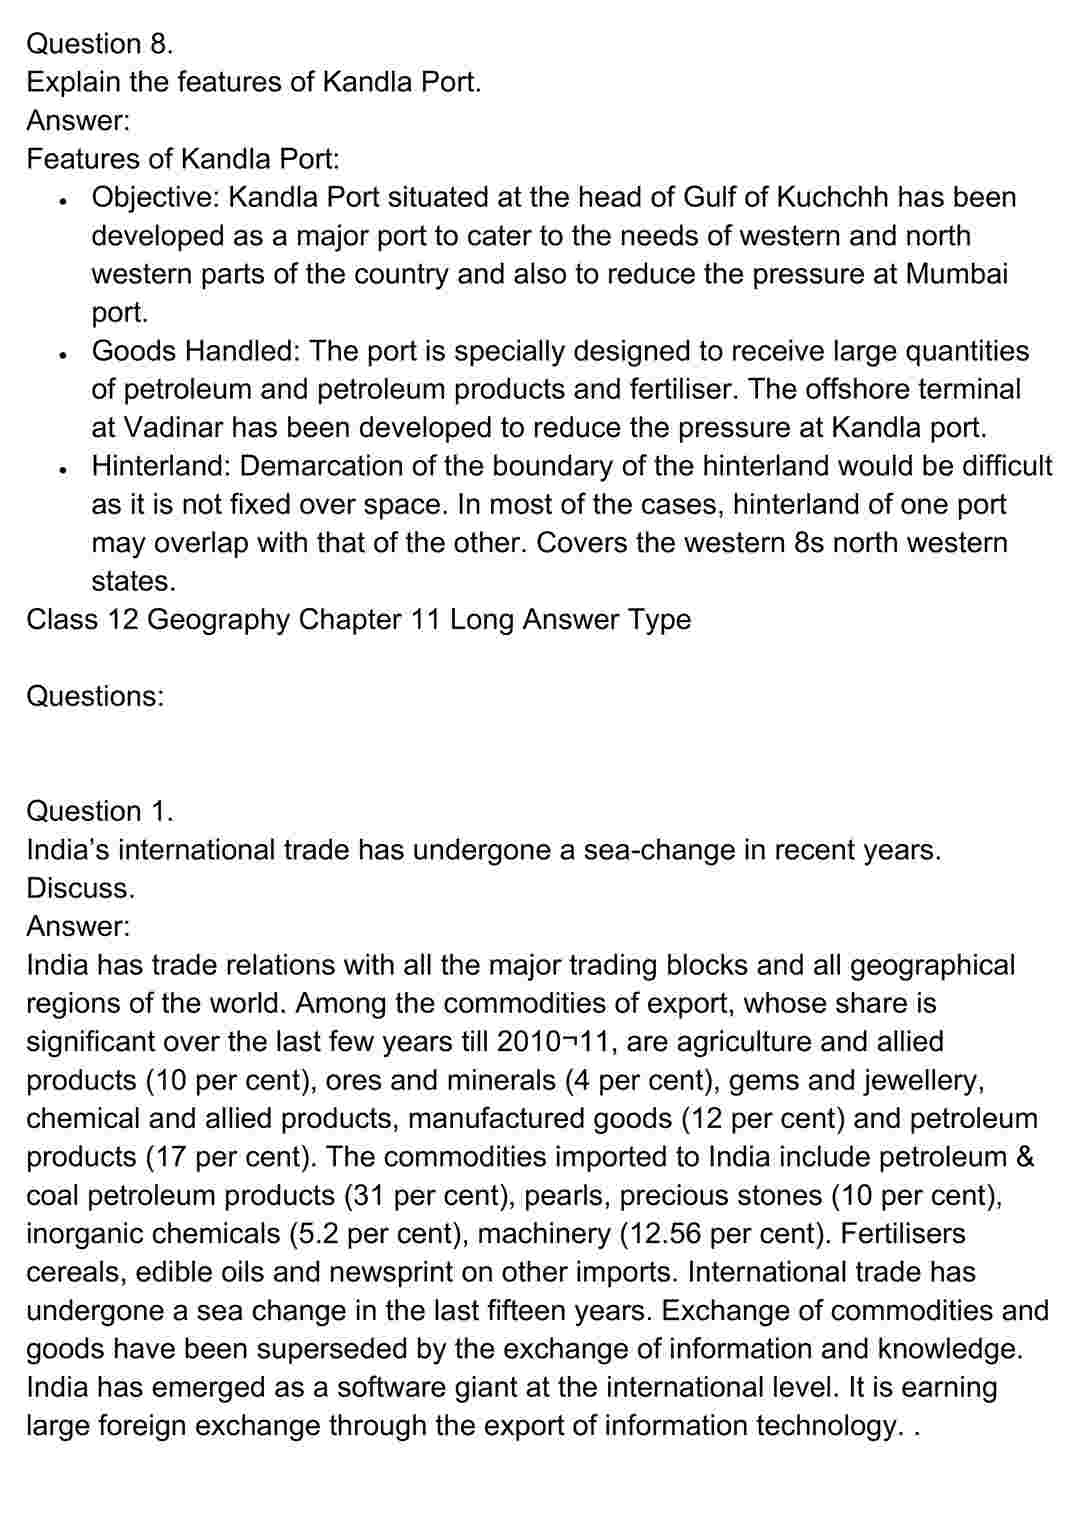 Question 8.
Explain the features of Kandla Port.
Answer:
Features of Kandla Port:
• Objective: Kandla Port situated at the head of Gulf of Kuchchh has been
developed as a major port to cater to the needs of western and north
western parts of the country and also to reduce the pressure at Mumbai
port.
• Goods Handled: The port is specially designed to receive large quantities
of petroleum and petroleum products and fertiliser. The offshore terminal
at Vadinar has been developed to reduce the pressure at Kandla port.
• Hinterland: Demarcation of the boundary of the hinterland would be difficult
as it is not fixed over space. In most of the cases, hinterland of one port
may overlap with that of the other. Covers the western 8s north western
states.
Class 12 Geography Chapter 11 Long Answer Type
Questions:
Question 1.
India’s international trade has undergone a sea-change in recent years.
Discuss.
Answer:
India has trade relations with all the major trading blocks and all geographical
regions of the world. Among the commodities of export, whose share is
significant over the last few years till 2010¬11, are agriculture and allied
products (10 per cent), ores and minerals (4 per cent), gems and jewellery,
chemical and allied products, manufactured goods (12 per cent) and petroleum
products (17 per cent). The commodities imported to India include petroleum &
coal petroleum products (31 per cent), pearls, precious stones (10 per cent),
inorganic chemicals (5.2 per cent), machinery (12.56 per cent). Fertilisers
cereals, edible oils and newsprint on other imports. International trade has
undergone a sea change in the last fifteen years. Exchange of commodities and
goods have been superseded by the exchange of information and knowledge.
India has emerged as a software giant at the international level. It is earning
large foreign exchange through the export of information technology. .